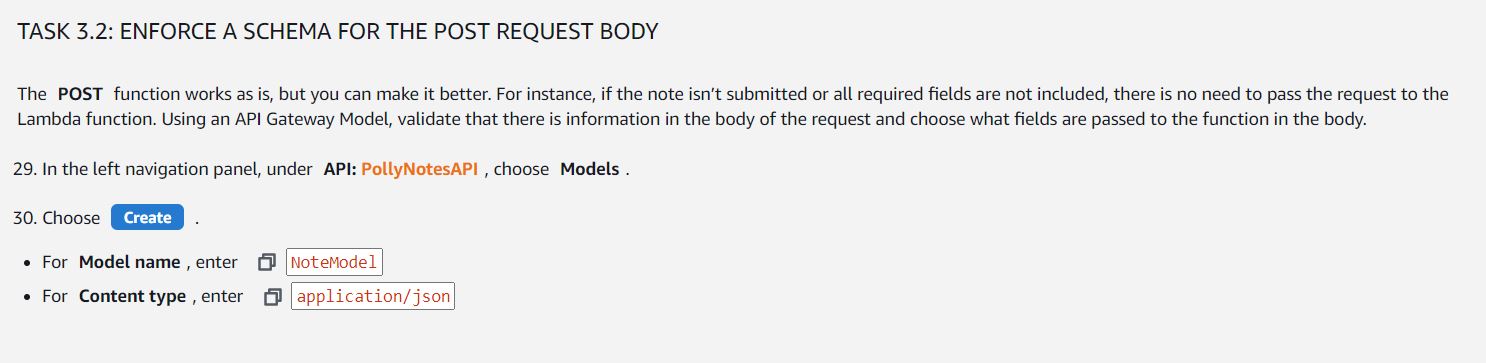 TASK 3.2: ENFORCE A SCHEMA FOR THE POST REQUEST BODY
The POST function works as is, but you can make it better. For instance, if the note isn’t submitted or all required fields are not included, there is no need to pass the request to the
Lambda function. Using an API Gateway Model, validate that there is information in the body of the request and choose what fields are passed to the function in the body.
29. In the left navigation panel, under API: PollyNotesAPI , choose Models .
30. Choose Create .
• For Model name , enter NoteModel
• For Content type , enter application/json